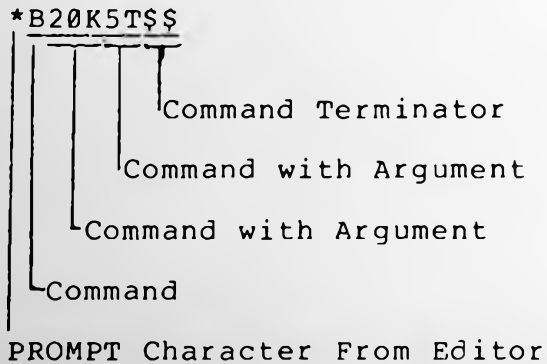 *B20K5T$$
Command Terminator
Command with Argument
Command with Argument
Command
PROMPT Character From Editor